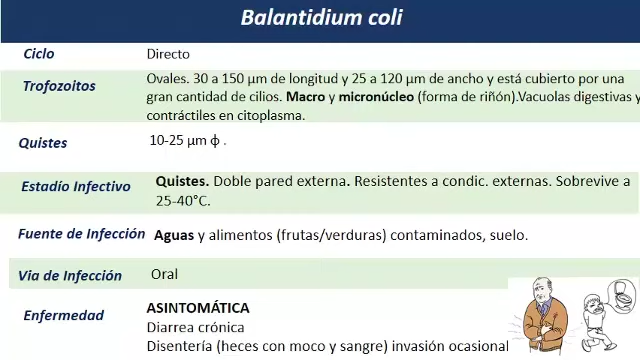 Balantidium coli
Ciclo Directo
Trofozoitos Ovales. 30 a 150 µm de longitud y 25 a 120 µm de ancho y está cubierto por una
gran cantidad de cilios. Macro y micronúcleo (forma de riñón).Vacuolas digestivas y
contráctiles en citoplasma.
Quistes 10-25 µm ϕ .
Estadío Infectivo Quistes. Doble pared externa. Resistentes a condic. externas. Sobrevive a
25-40°C.
Fuente de Infección Aguas y alimentos (frutas/verduras) contaminados, suelo.
Via de Infección Oral
Enfermedad ASINTOMÁTICA
Diarrea crónica
Disentería (heces con moco y sangre) invasión ocasional